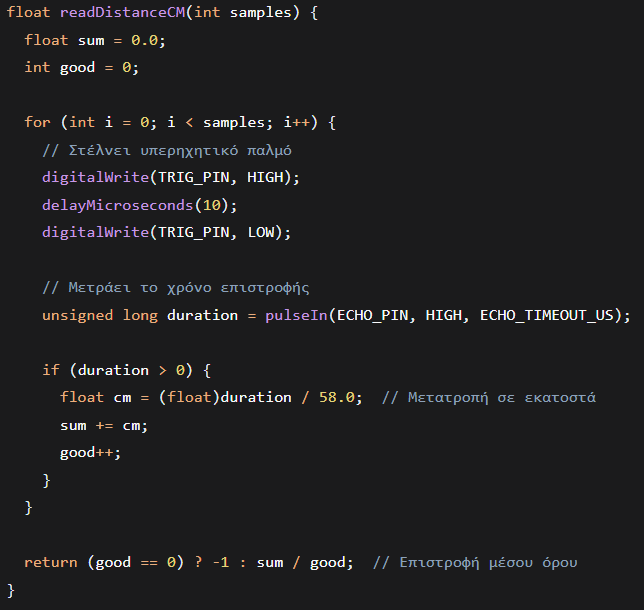 float readDistanceCM(int samples) {
  float sum = 0.0;
  int good = 0;

  for (int i = 0; i < samples; i++) {
    // Στέλνει υπερηχητικό παλμό
    digitalWrite(TRIG_PIN, HIGH);
    delayMicroseconds(10);
    digitalWrite(TRIG_PIN, LOW);

    // Μετράει το χρόνο επιστροφής
    unsigned long duration = pulseIn(ECHO_PIN, HIGH, ECHO_TIMEOUT_US);

    if (duration > 0) {
      float cm = (float)duration / 58.0;  // Μετατροπή σε εκατοστά
      sum += cm;
      good++;
    }
  }

  return (good == 0) ? -1 : sum / good;  // Επιστροφή μέσου όρου
}